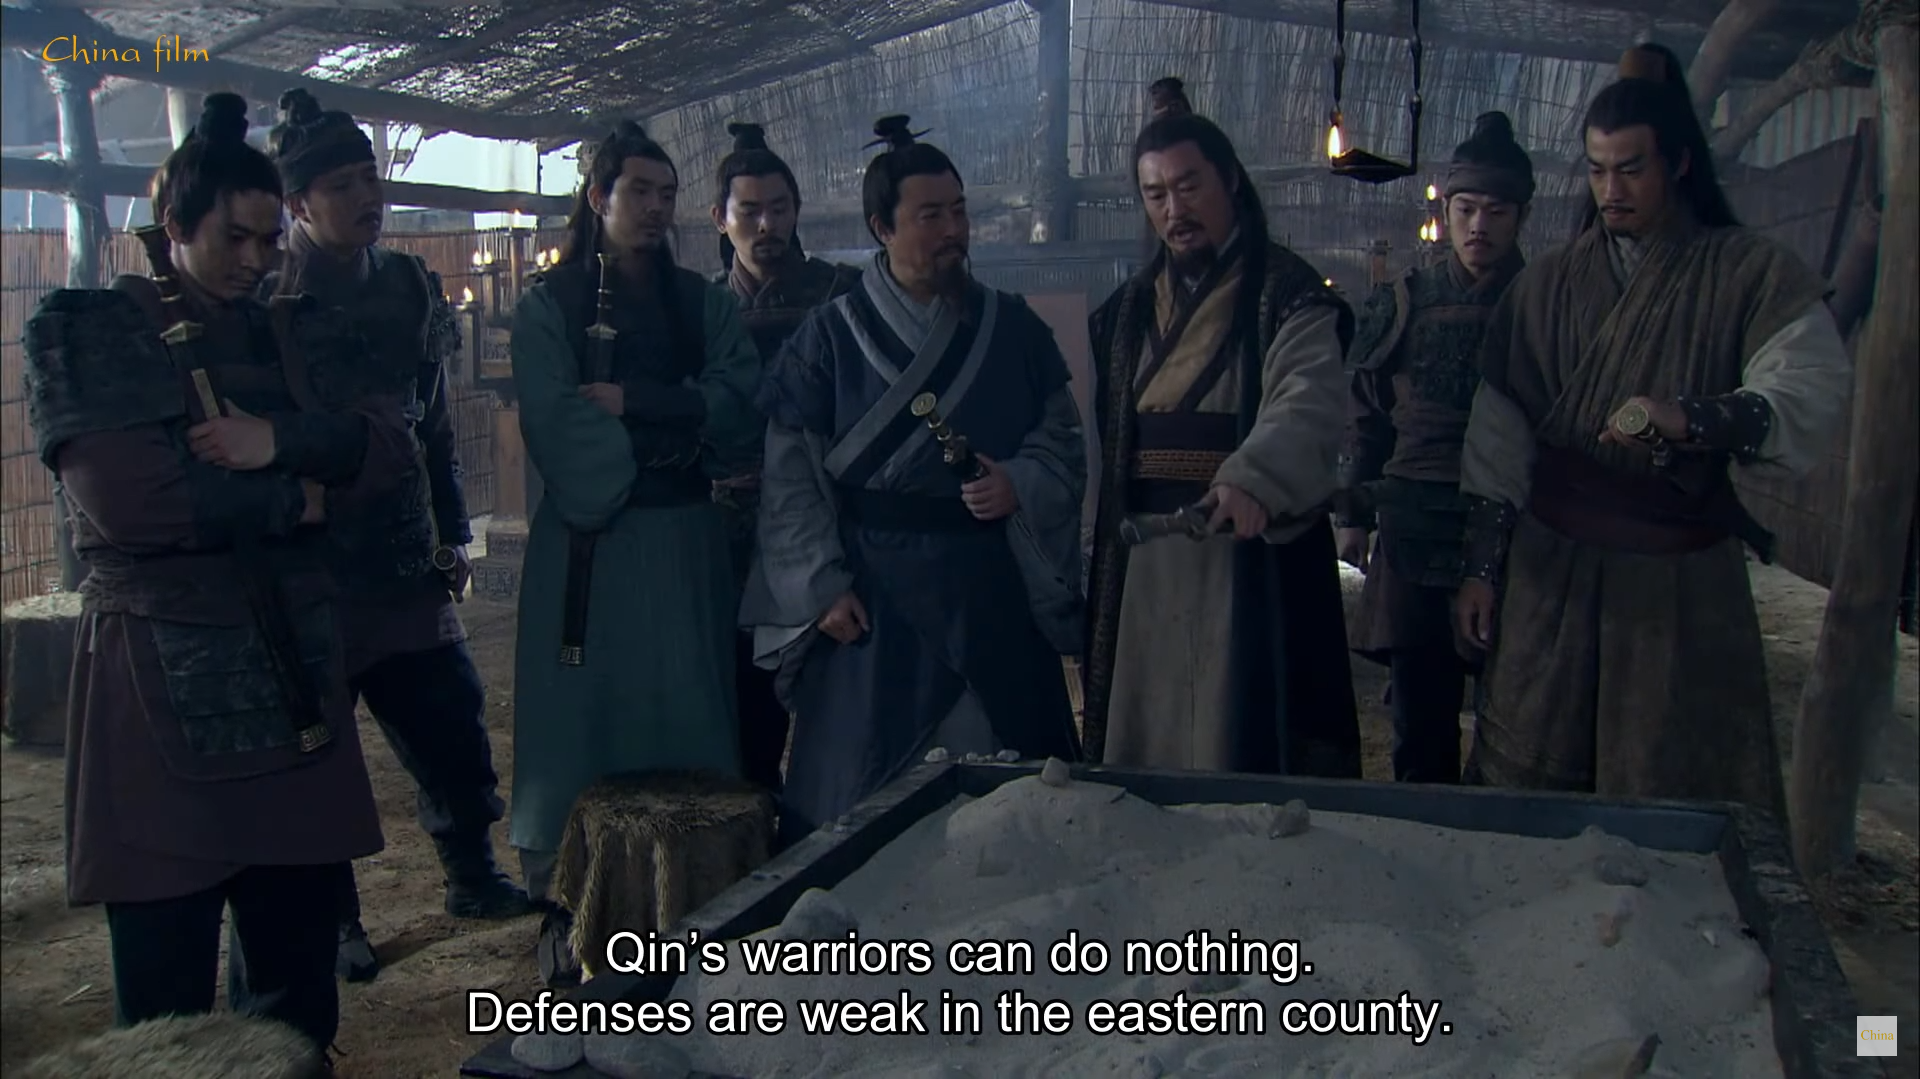 China film
Qin’s warriors can do nothing.
Defenses are weak in the eastern county.
China